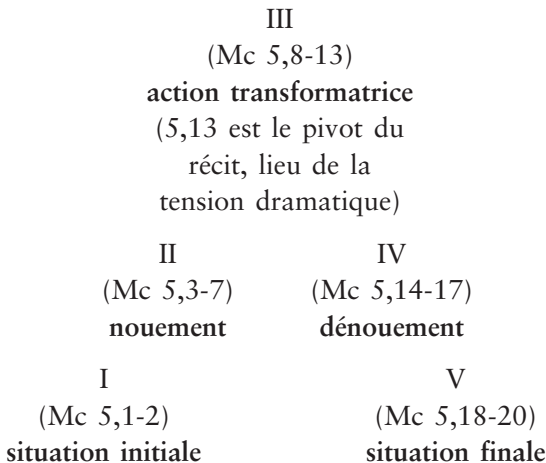 III
(Mc 5,8-13)
action transformatrice
(5,13 est le pivot du
récit, lieu de la
tension dramatique)
II IV
(Mc 5,3-7) (Mc 5,14-17)
nouement dénouement
I V
(Mc 5,1-2) (Mc 5,18-20)
situation initiale situation finale